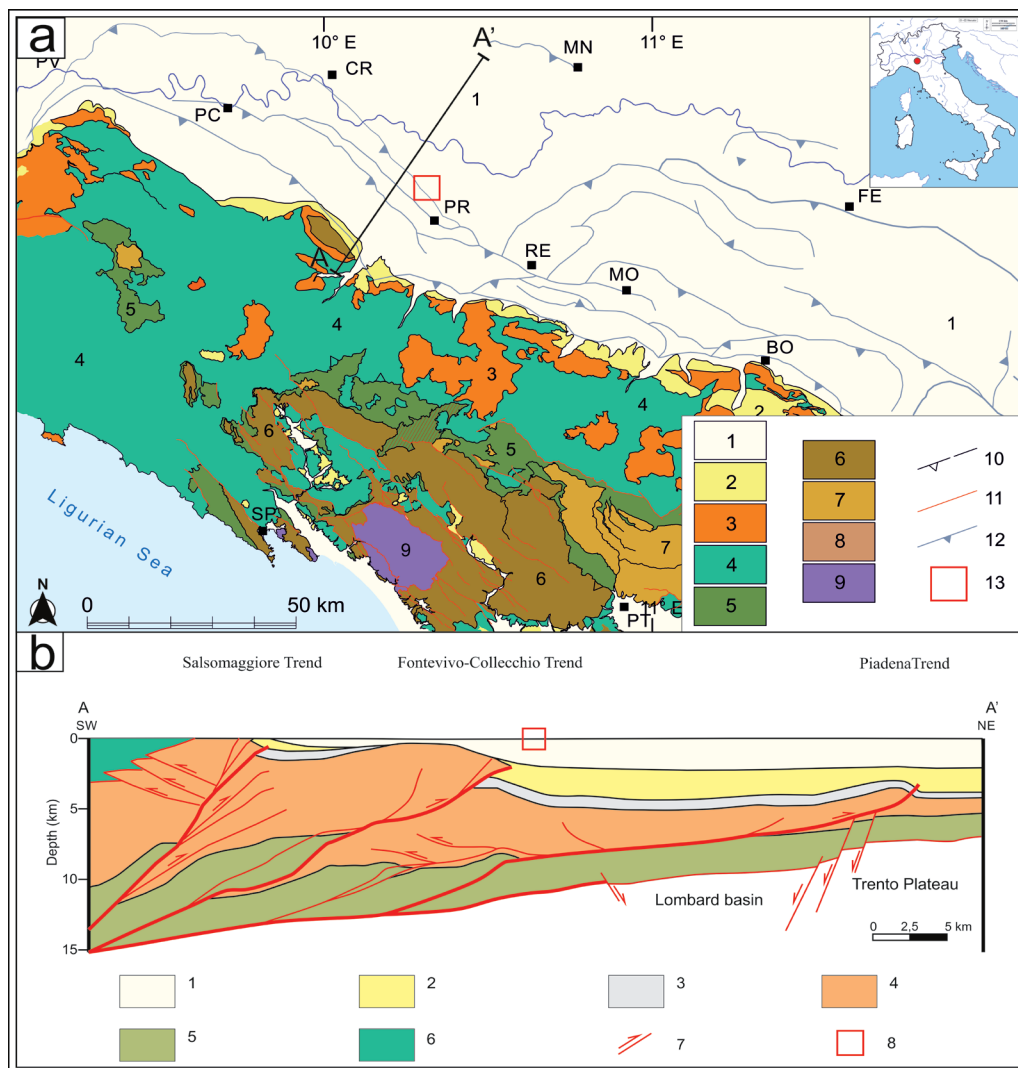 a
10° E
A'
11° E
MN
PV
CR
1
PC
FE
PR
A
RE
MO
5
4
1
4
3
BO
4
2
6
5
Ligurian Sea
SP
9
7
6
N
0 50 km
PT
11° E
1
2
3
4
5
6
7
8
9
10
11
12
13
b
Salsomaggiore Trend
Fontevivo-Collecchio Trend
PiadenaTrend
A
SW
A'
NE
0
5
10
15
Depth (km)
Lombard basin
Trento Plateau
0 2,5 5 km
1
2
3
4
5
6
7
8